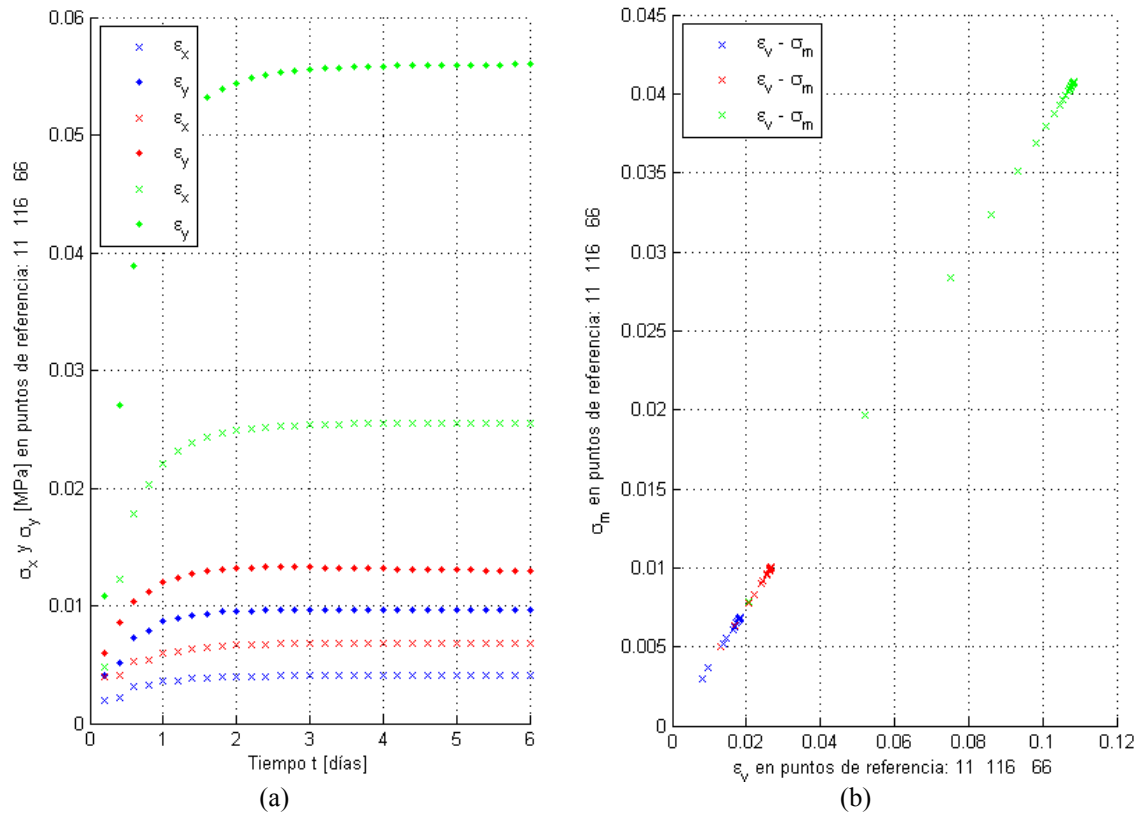 0.06
0.05
0.04
0.03
0.02
0.01
0
σx y σy [MPa] en puntos de referencia: 11 116 66
εx
εy
εx
εy
εx
εy
0 1 2 3 4 5 6
Tiempo t [días]
(a)
0.045
0.04
0.035
0.03
0.025
0.02
0.015
0.01
0.005
0
σm en puntos de referencia: 11 116 66
εv - σm
εv - σm
εv - σm
0 0.02 0.04 0.06 0.08 0.1 0.12
εv en puntos de referencia: 11 116 66
(b)